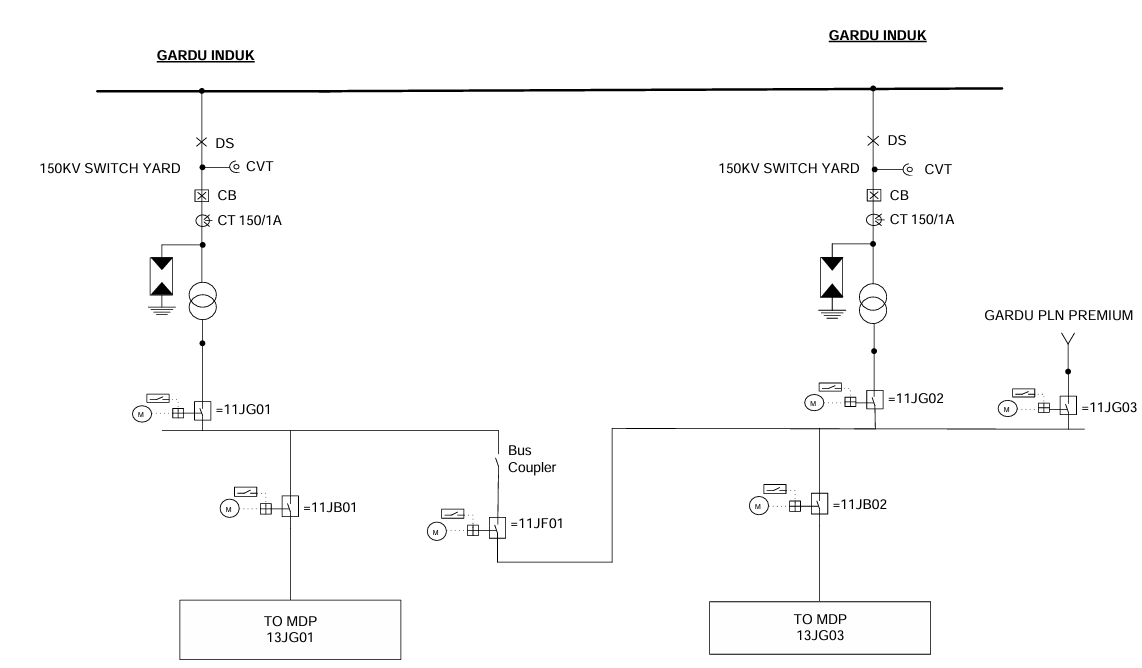 GARDU INDUK
GARDU INDUK
DS
150KV SWITCH YARD
CVT
CB
CT 150/1A
DS
150KV SWITCH YARD
CVT
CB
CT 150/1A
GARDU PLN PREMIUM
M
=11JG01
M
=11JG02
M
=11JG03
Bus
Coupler
M
=11JB01
M
=11JF01
M
=11JB02
TO MDP
13JG01
TO MDP
13JG03